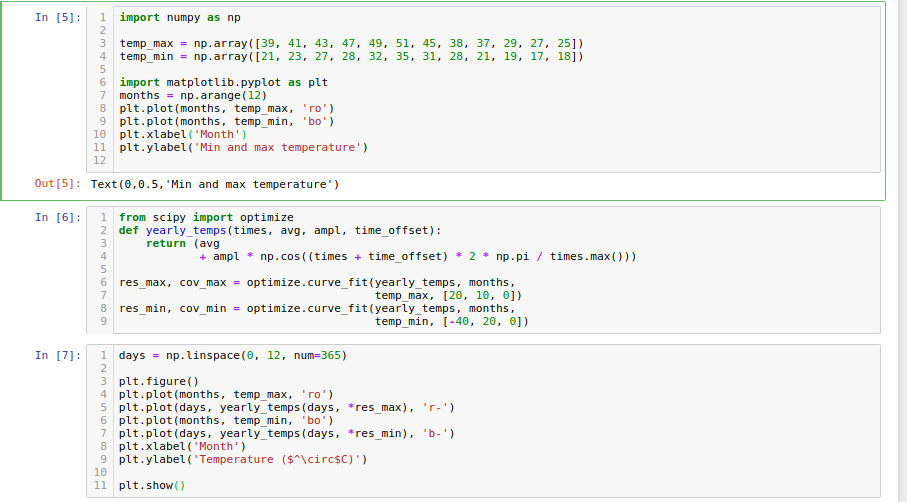 In [5]:
1 import numpy as np
2
3 temp_max = np.array([39, 41, 43, 47, 49, 51, 45, 38, 37, 29, 27, 25])
4 temp_min = np.array([21, 23, 27, 28, 32, 35, 31, 28, 21, 19, 17, 18])
5
6 import matplotlib.pyplot as plt
7 months = np.arange(12)
8 plt.plot(months, temp_max, 'ro')
9 plt.plot(months, temp_min, 'bo')
10 plt.xlabel('Month')
11 plt.ylabel('Min and max temperature')
12
Out[5]: Text(0,0.5,'Min and max temperature')
In [6]:
1 from scipy import optimize
2 def yearly_temps(times, avg, ampl, time_offset):
3     return (avg
4             + ampl * np.cos((times + time_offset) * 2 * np.pi / times.max()))
5
6 res_max, cov_max = optimize.curve_fit(yearly_temps, months,
7                                       temp_max, [20, 10, 0])
8 res_min, cov_min = optimize.curve_fit(yearly_temps, months,
9                                       temp_min, [-40, 20, 0])
In [7]:
1 days = np.linspace(0, 12, num=365)
2
3 plt.figure()
4 plt.plot(months, temp_max, 'ro')
5 plt.plot(days, yearly_temps(days, *res_max), 'r-')
6 plt.plot(months, temp_min, 'bo')
7 plt.plot(days, yearly_temps(days, *res_min), 'b-')
8 plt.xlabel('Month')
9 plt.ylabel('Temperature ($^\circ$C)')
10
11 plt.show()